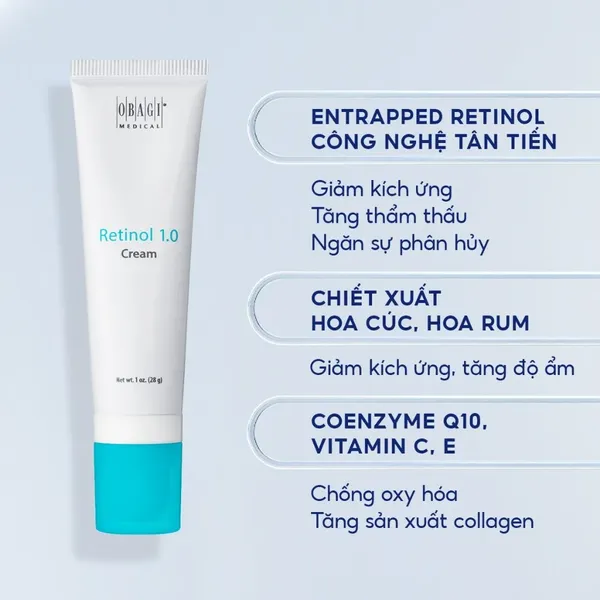 OBAGI®
MEDICAL
Retinol 1.0
Cream
Net wt. 1 oz. (28 g)
ENTRAPPED RETINOL
CÔNG NGHỆ TÂN TIẾN
Giảm kích ứng
Tăng thẩm thấu
Ngăn sự phân hủy
CHIẾT XUẤT
HOA CÚC, HOA RUM
Giảm kích ứng, tăng độ ẩm
COENZYME Q10,
VITAMIN C, E
Chống oxy hóa
Tăng sản xuất collagen